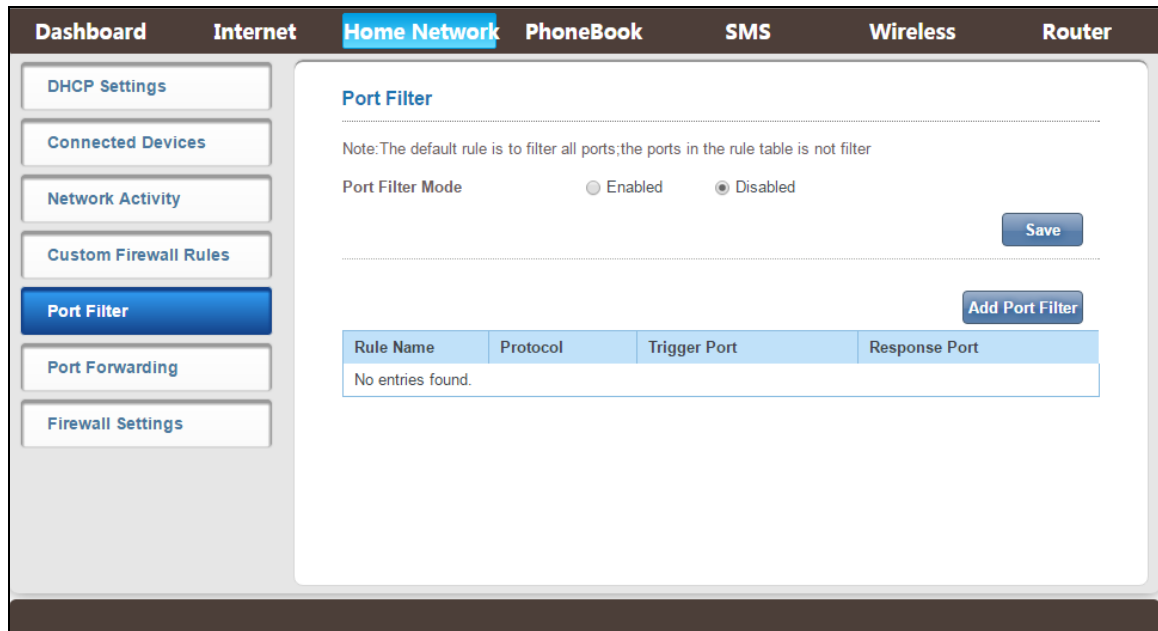 Dashboard Internet Home Network PhoneBook SMS Wireless Router
DHCP Settings
Connected Devices
Network Activity
Custom Firewall Rules
Port Filter
Port Forwarding
Firewall Settings
Port Filter
Note:The default rule is to filter all ports;the ports in the rule table is not filter
Port Filter Mode Enabled Disabled
Save
Add Port Filter
Rule Name Protocol Trigger Port Response Port
No entries found.